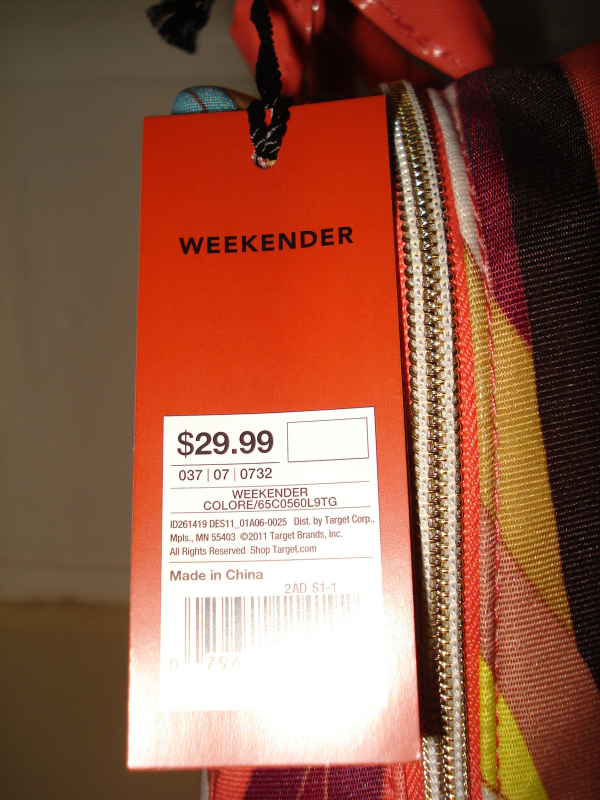 WEEKENDER
$29.99
037 | 07 | 0732
WEEKENDER
COLORE/65C0560L9TG
ID261419 DES11_01A06-0025 Dist. by Target Corp.,
Mpls., MN 55403 ©2011 Target Brands, Inc.
All Rights Reserved Shop Target.com
Made in China
2AD S1-1